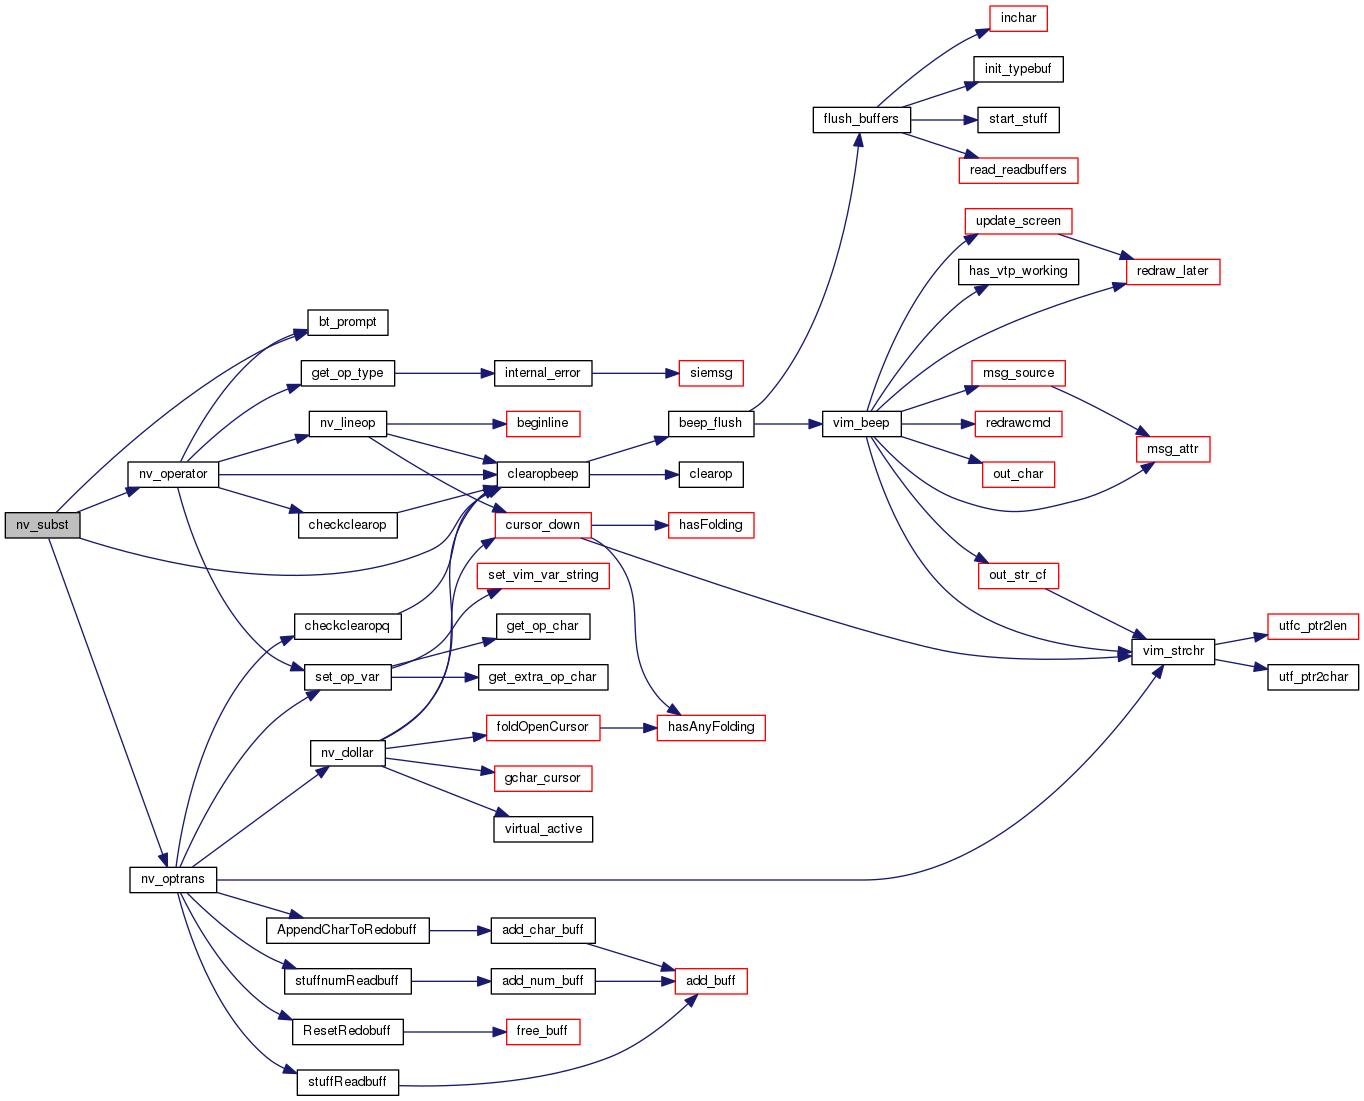 inchar
init_typebuf
flush_buffers
start_stuff
read_readbuffers
update_screen
has_vtp_working
redraw_later
bt_prompt
get_op_type
internal_error
siemsg
msg_source
nv_lineop
beginline
beep_flush
vim_beep
redrawcmd
msg_attr
nv_operator
clearopbeep
clearop
out_char
nv_subst
checkclearop
cursor_down
hasFolding
set_vim_var_string
out_str_cf
checkclearopq
get_op_char
utfc_ptr2len
vim_strchr
set_op_var
get_extra_op_char
utf_ptr2char
foldOpenCursor
hasAnyFolding
nv_dollar
gchar_cursor
virtual_active
nv_optrans
AppendCharToRedobuff
add_char_buff
stuffnumReadbuff
add_num_buff
add_buff
ResetRedobuff
free_buff
stuffReadbuff